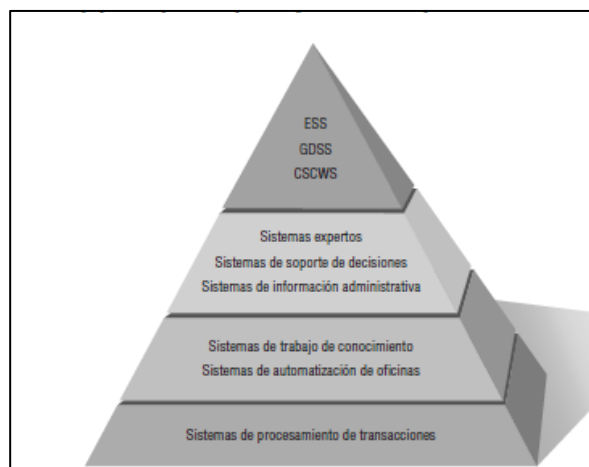 ESS
GDSS
CSCWS
Sistemas expertos
Sistemas de soporte de decisiones
Sistemas de información administrativa
Sistemas de trabajo de conocimiento
Sistemas de automatización de oficinas
Sistemas de procesamiento de transacciones